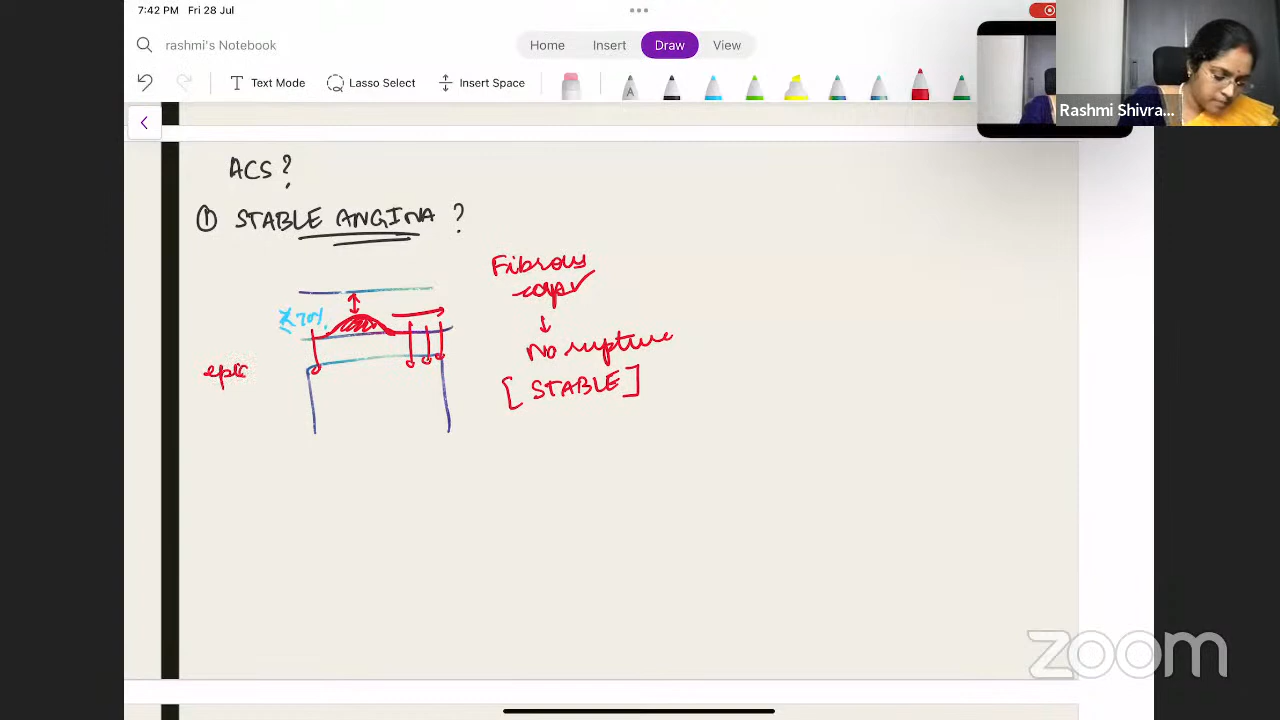 7:42 PM Fri 28 Jul
rashmi's Notebook
Home Insert Draw View
Text Mode Lasso Select Insert Space
A
Rashmi Shivra...
ACS?
① STABLE ANGINA ?
Fibrous
70%
↓
No rupture
[STABLE]
epic
zoom